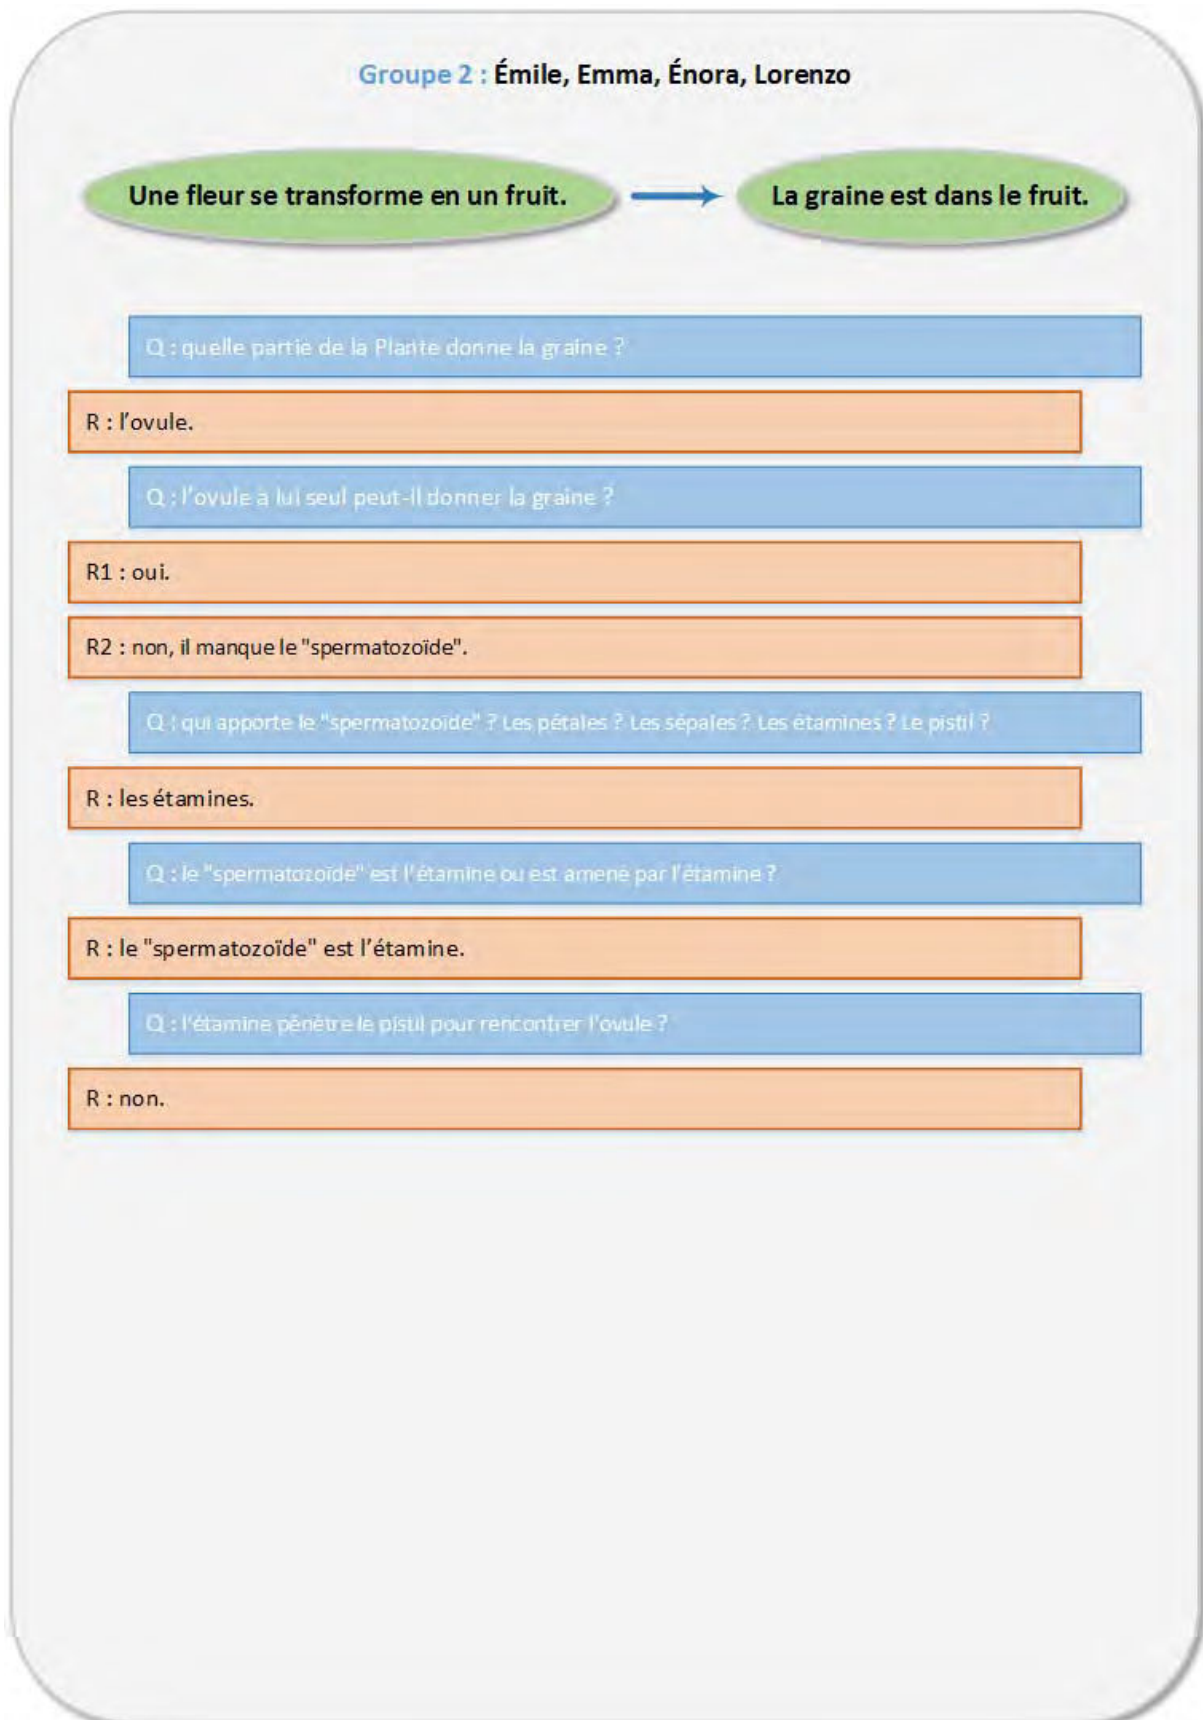 Groupe 2 : Émile, Emma, Énora, Lorenzo
Une fleur se transforme en un fruit.
La graine est dans le fruit.
Q : quelle partie de la Plante donne la graine ?
R : l'ovule.
Q : l'ovule à lui seul peut-il donner la graine ?
R1 : oui.
R2 : non, il manque le "spermatozoïde".
Q : qui apporte le "spermatozoïde" ? Les pétales ? Les sépales ? Les étamines ? Le pistil ?
R : les étamines.
Q : le "spermatozoïde" est l'étamine ou est amené par l'étamine ?
R : le "spermatozoïde" est l'étamine.
Q : l'étamine pénètre le pistil pour rencontrer l'ovule ?
R : non.